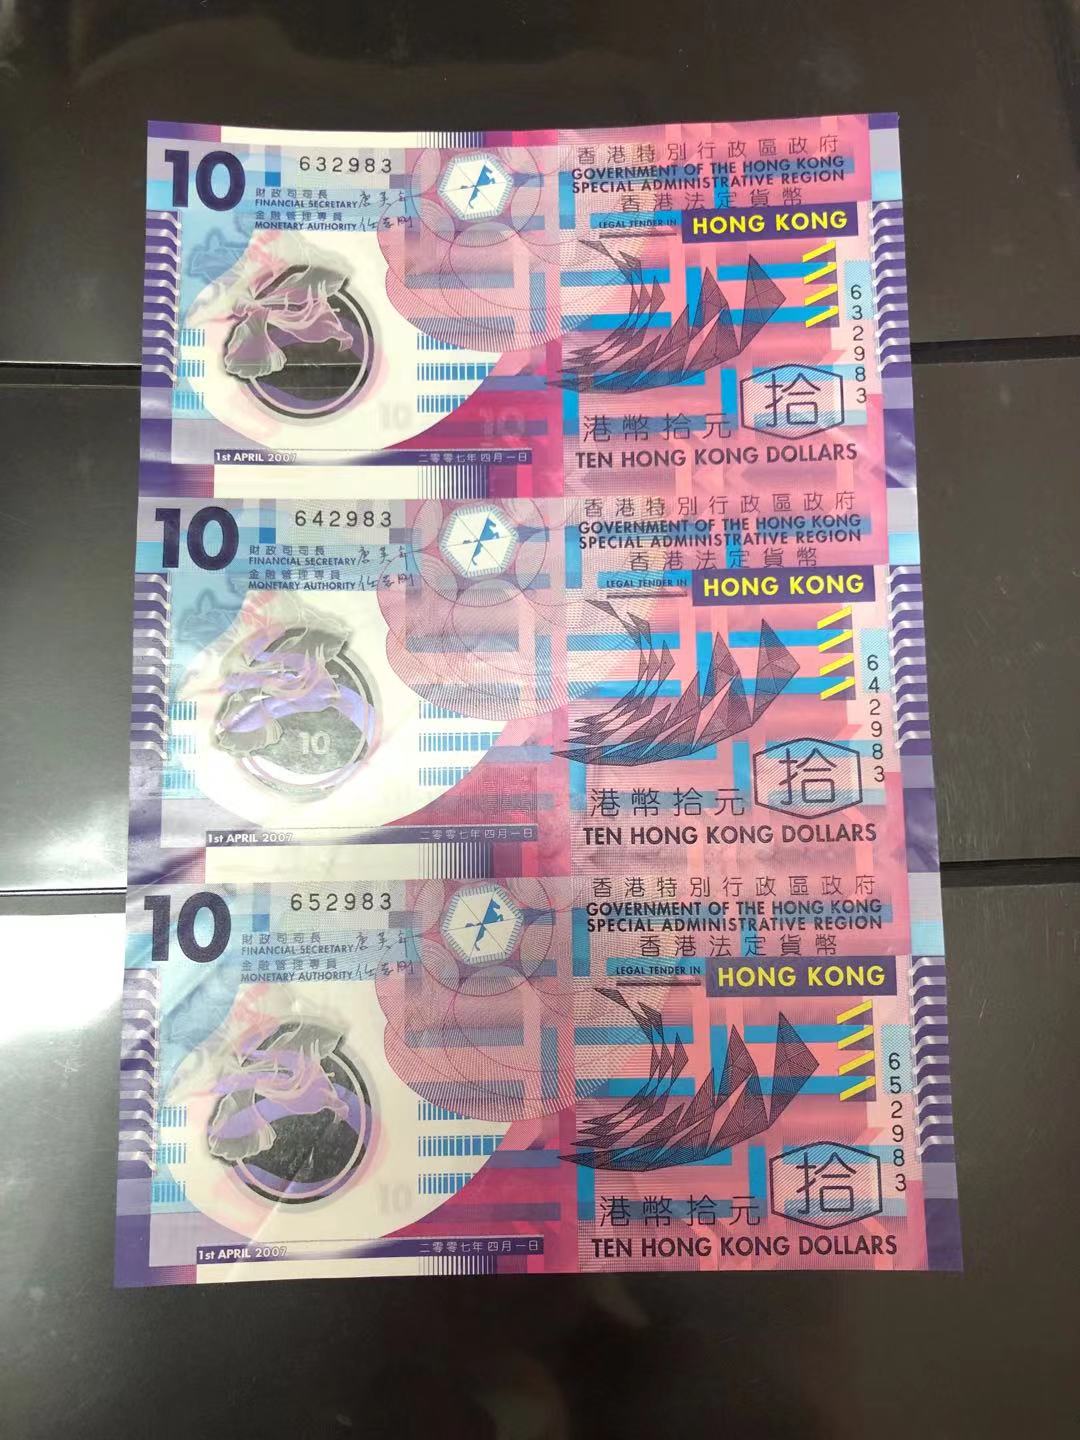 10
632983
財政司司長
FINANCIAL SECRETARY
金融管理專員
MONETARY AUTHORITY
香港特別行政區政府
GOVERNMENT OF THE HONG KONG
SPECIAL ADMINISTRATIVE REGION
香港法定貨幣
LEGAL TENDER IN
HONG KONG
632983
10
10
拾
港幣拾元
TEN HONG KONG DOLLARS
1st APRIL 2007
二零零七年四月一日
10
642983
財政司司長
FINANCIAL SECRETARY
金融管理專員
MONETARY AUTHORITY
香港特別行政區政府
GOVERNMENT OF THE HONG KONG
SPECIAL ADMINISTRATIVE REGION
香港法定貨幣
LEGAL TENDER IN
HONG KONG
642983
10
拾
港幣拾元
TEN HONG KONG DOLLARS
1st APRIL 2007
二零零七年四月一日
10
652983
財政司司長
FINANCIAL SECRETARY
金融管理專員
MONETARY AUTHORITY
香港特別行政區政府
GOVERNMENT OF THE HONG KONG
SPECIAL ADMINISTRATIVE REGION
香港法定貨幣
LEGAL TENDER IN
HONG KONG
652983
10
拾
港幣拾元
TEN HONG KONG DOLLARS
1st APRIL 2007
二零零七年四月一日